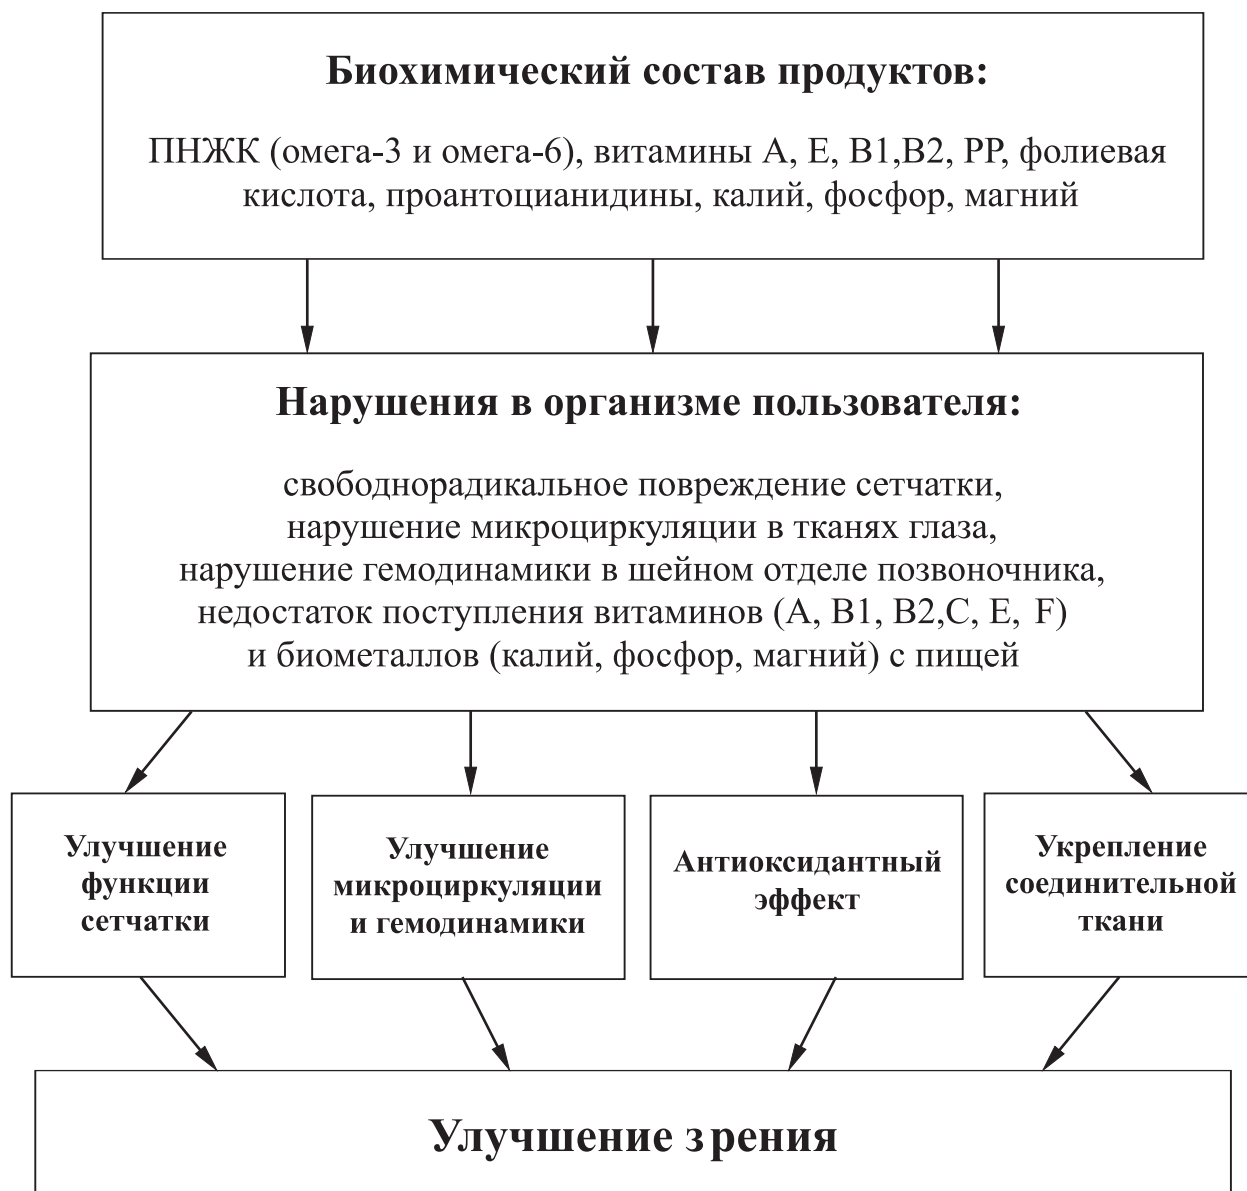 Биохимический состав продуктов:
ПНЖК (омега-3 и омега-6), витамины А, Е, В1,В2, РР, фолиевая
кислота, проантоцианидины, калий, фосфор, магний
Нарушения в организме пользователя:
свободнорадикальное повреждение сетчатки,
нарушение микроциркуляции в тканях глаза,
нарушение гемодинамики в шейном отделе позвоночника,
недостаток поступления витаминов (А, В1, В2,С, Е, F)
и биометаллов (калий, фосфор, магний) с пищей
Улучшение
функции
сетчатки
Улучшение
микроциркуляции
и гемодинамики
Антиоксидантный
эффект
Укрепление
соединительной
ткани
Улучшение зрения